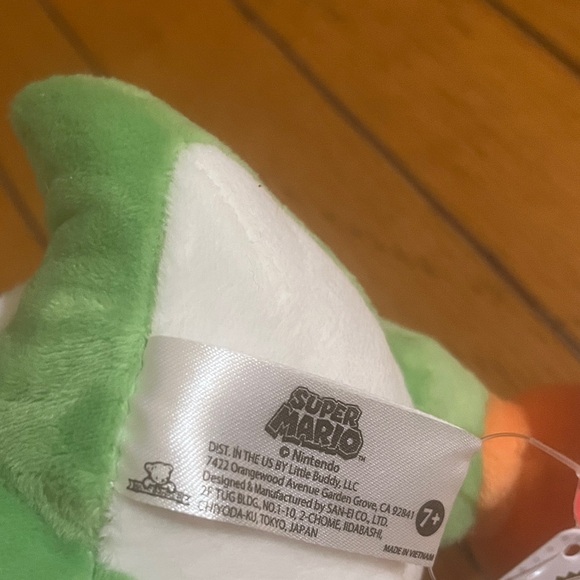 SUPER
MARIO™
© Nintendo
DIST. IN THE US BY Little Buddy, LLC
7422 Orangewood Avenue Garden Grove, CA 92841
Designed & Manufactured by SAN-EI CO., LTD.
2F TUG BLDG, NO.1-10, 2-CHOME, IIDABASHI,
CHIYODA-KU, TOKYO, JAPAN
7+
MADE IN VIETNAM